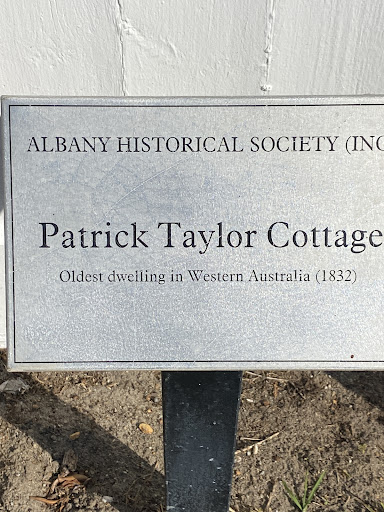 ALBANY HISTORICAL SOCIETY (INC
Patrick Taylor Cottage
Oldest dwelling in Western Australia (1832)